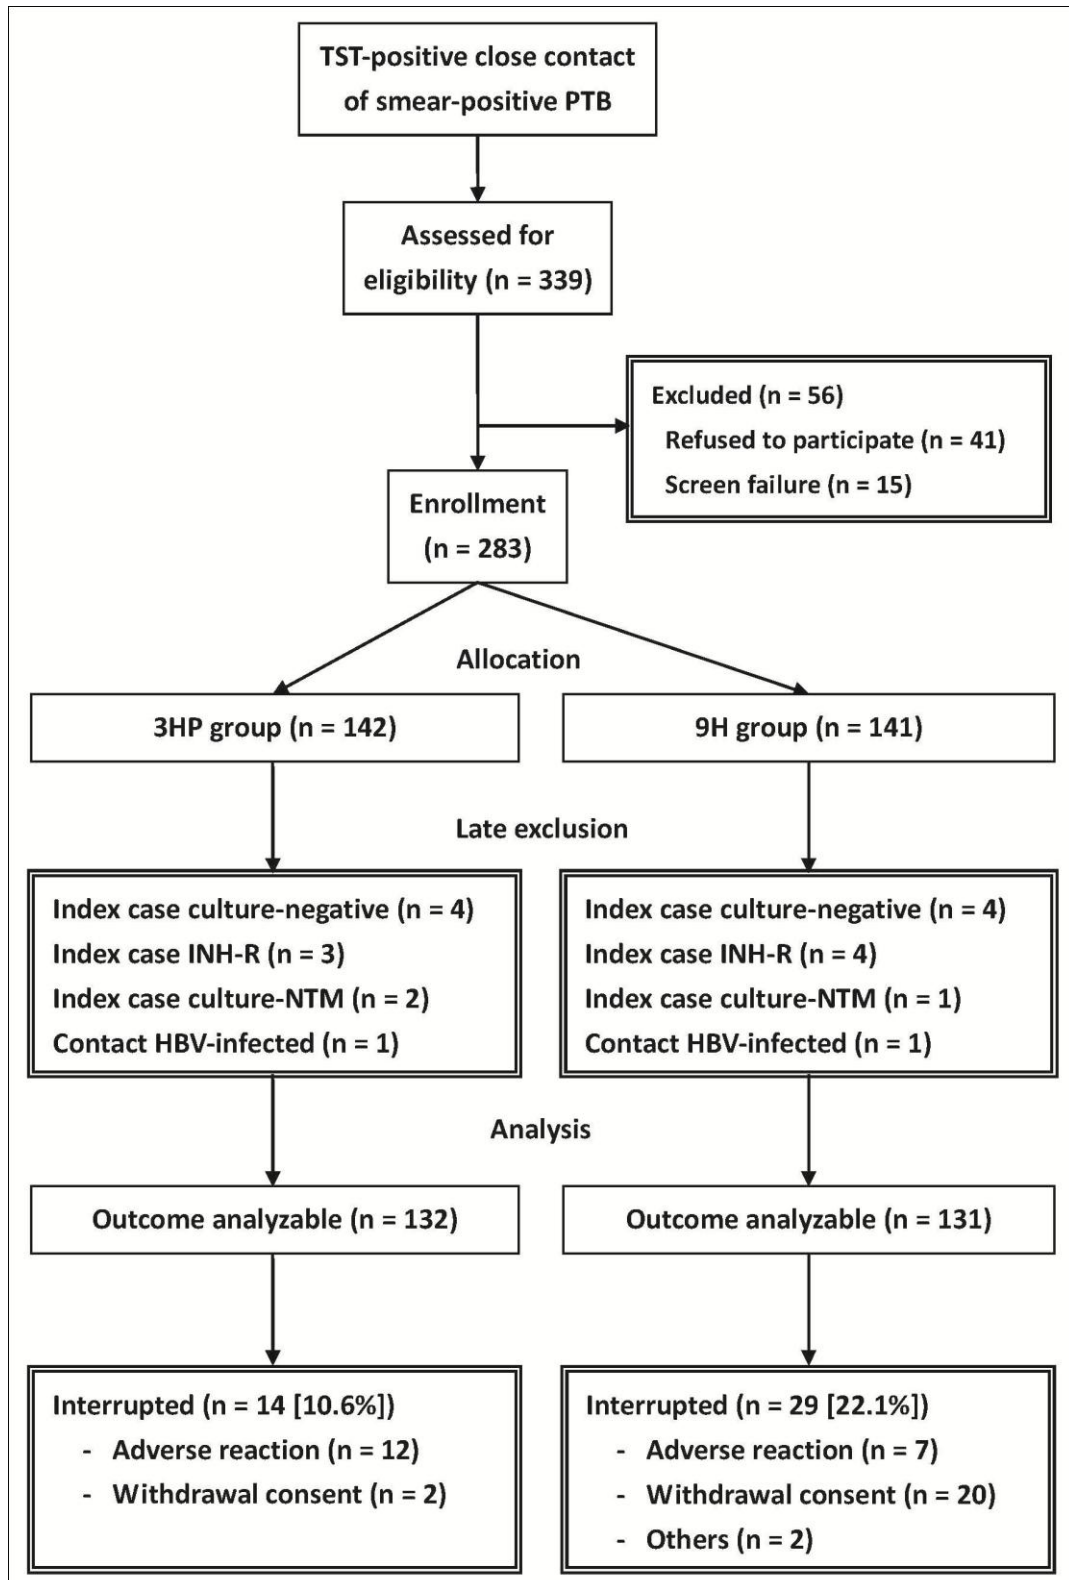 TST-positive close contact
of smear-positive PTB
Assessed for
eligibility (n = 339)
Excluded (n = 56)
Refused to participate (n = 41)
Screen failure (n = 15)
Enrollment
(n = 283)
Allocation
3HP group (n = 142)
9H group (n = 141)
Late exclusion
Index case culture-negative (n = 4)
Index case INH-R (n = 3)
Index case culture-NTM (n = 2)
Contact HBV-infected (n = 1)
Index case culture-negative (n = 4)
Index case INH-R (n = 4)
Index case culture-NTM (n = 1)
Contact HBV-infected (n = 1)
Analysis
Outcome analyzable (n = 132)
Outcome analyzable (n = 131)
Interrupted (n = 14 [10.6%])
- Adverse reaction (n = 12)
- Withdrawal consent (n = 2)
Interrupted (n = 29 [22.1%])
- Adverse reaction (n = 7)
- Withdrawal consent (n = 20)
- Others (n = 2)